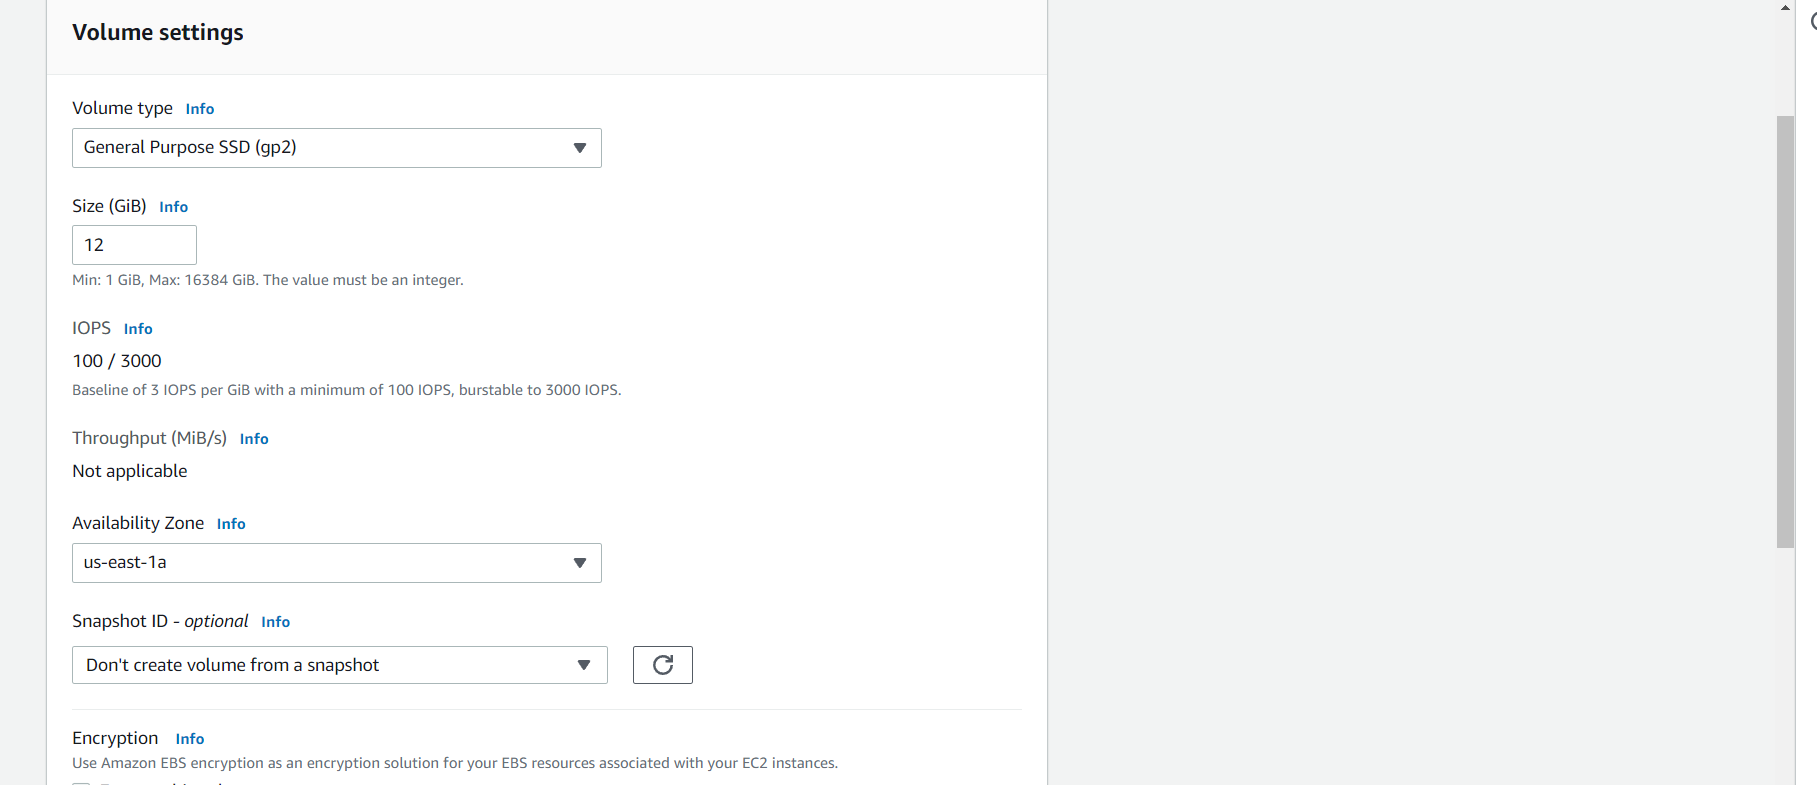 Volume settings
Volume type Info
General Purpose SSD (gp2)
Size (GiB) Info
12
Min: 1 GiB, Max: 16384 GiB. The value must be an integer.
IOPS Info
100 / 3000
Baseline of 3 IOPS per GiB with a minimum of 100 IOPS, burstable to 3000 IOPS.
Throughput (MiB/s) Info
Not applicable
Availability Zone Info
us-east-1a
Snapshot ID - optional Info
Don't create volume from a snapshot
Encryption Info
Use Amazon EBS encryption as an encryption solution for your EBS resources associated with your EC2 instances.